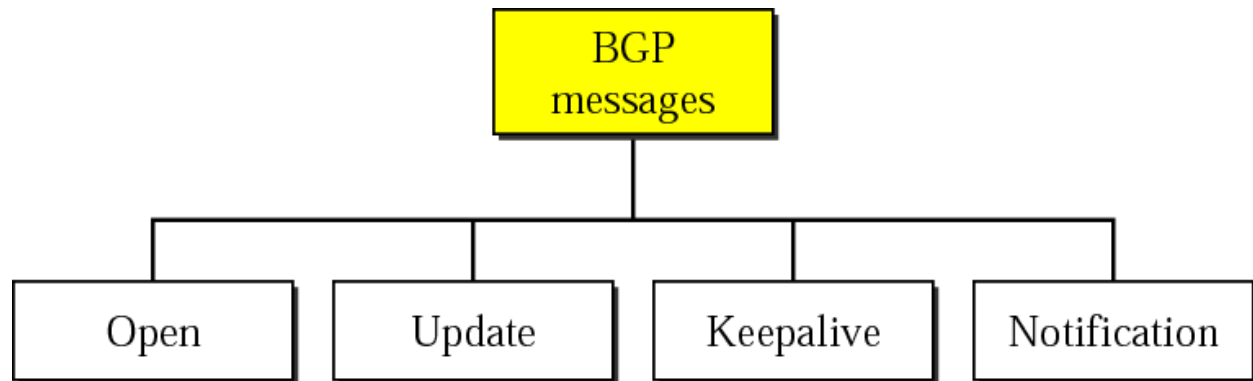 BGP
messages
Open
Update
Keepalive
Notification